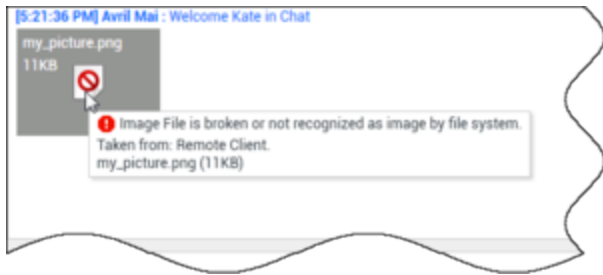 [5:21:36 PM] Avril Mai : Welcome Kate in Chat
my_picture.png
11KB
Image File is broken or not recognized as image by file system.
Taken from: Remote Client.
my_picture.png (11KB)